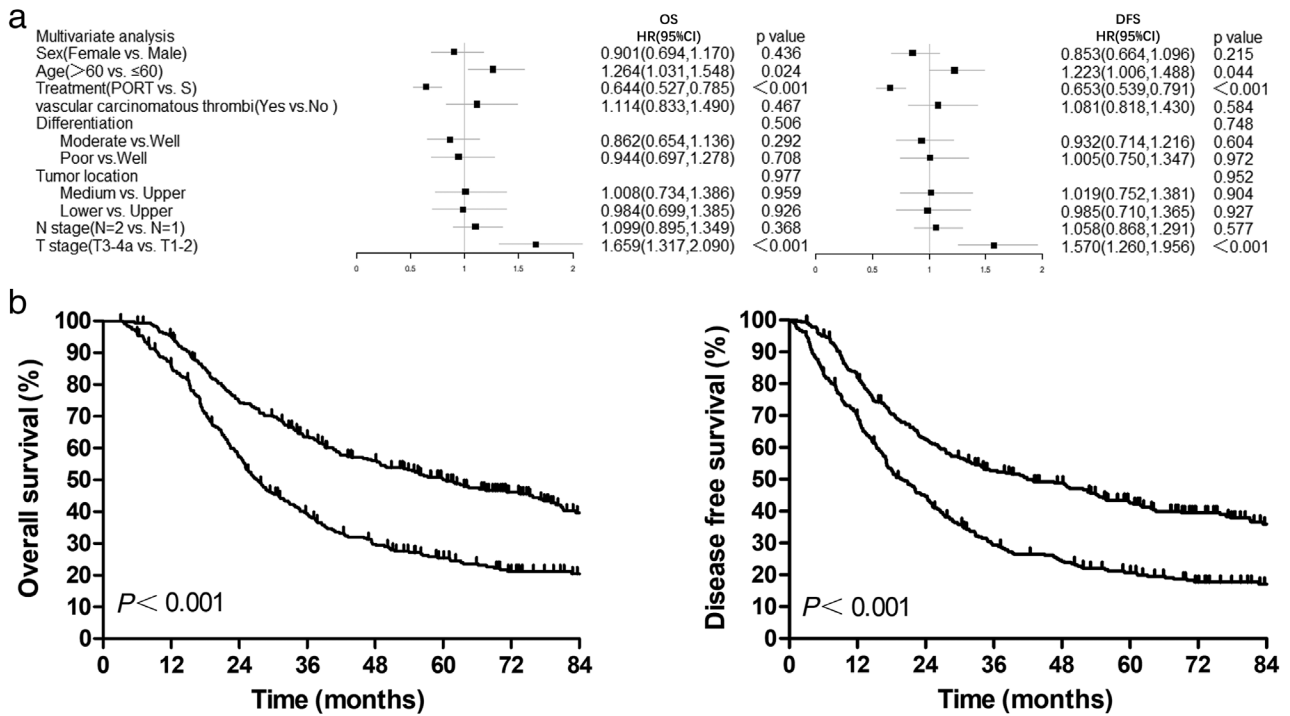 a
OS DFS
Multivariate analysis HR(95%CI) p value HR(95%CI) p value
Sex(Female vs. Male) 0.901(0.694,1.170) 0.436 0.853(0.664,1.096) 0.215
Age(＞60 vs. ≤60) 1.264(1.031,1.548) 0.024 1.223(1.006,1.488) 0.044
Treatment(PORT vs. S) 0.644(0.527,0.785) ＜0.001 0.653(0.539,0.791) ＜0.001
vascular carcinomatous thrombi(Yes vs.No ) 1.114(0.833,1.490) 0.467 1.081(0.818,1.430) 0.584
Differentiation 0.506 0.748
Moderate vs.Well 0.862(0.654,1.136) 0.292 0.932(0.714,1.216) 0.604
Poor vs.Well 0.944(0.697,1.278) 0.708 1.005(0.750,1.347) 0.972
Tumor location 0.977 0.952
Medium vs. Upper 1.008(0.734,1.386) 0.959 1.019(0.752,1.381) 0.904
Lower vs. Upper 0.984(0.699,1.385) 0.926 0.985(0.710,1.365) 0.927
N stage(N=2 vs. N=1) 1.099(0.895,1.349) 0.368 1.058(0.868,1.291) 0.577
T stage(T3-4a vs. T1-2) 1.659(1.317,2.090) ＜0.001 1.570(1.260,1.956) ＜0.001
0 0.5 1 1.5 2 0 0.5 1 1.5 2
b
Overall survival (%)
100
90
80
70
60
50
40
30
20
10
0
P＜ 0.001
0 12 24 36 48 60 72 84
Time (months)
Disease free survival (%)
100
90
80
70
60
50
40
30
20
10
0
P＜ 0.001
0 12 24 36 48 60 72 84
Time (months)